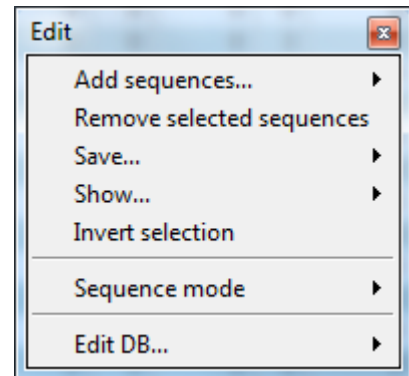 Edit
Add sequences...
Remove selected sequences
Save...
Show...
Invert selection
Sequence mode
Edit DB...